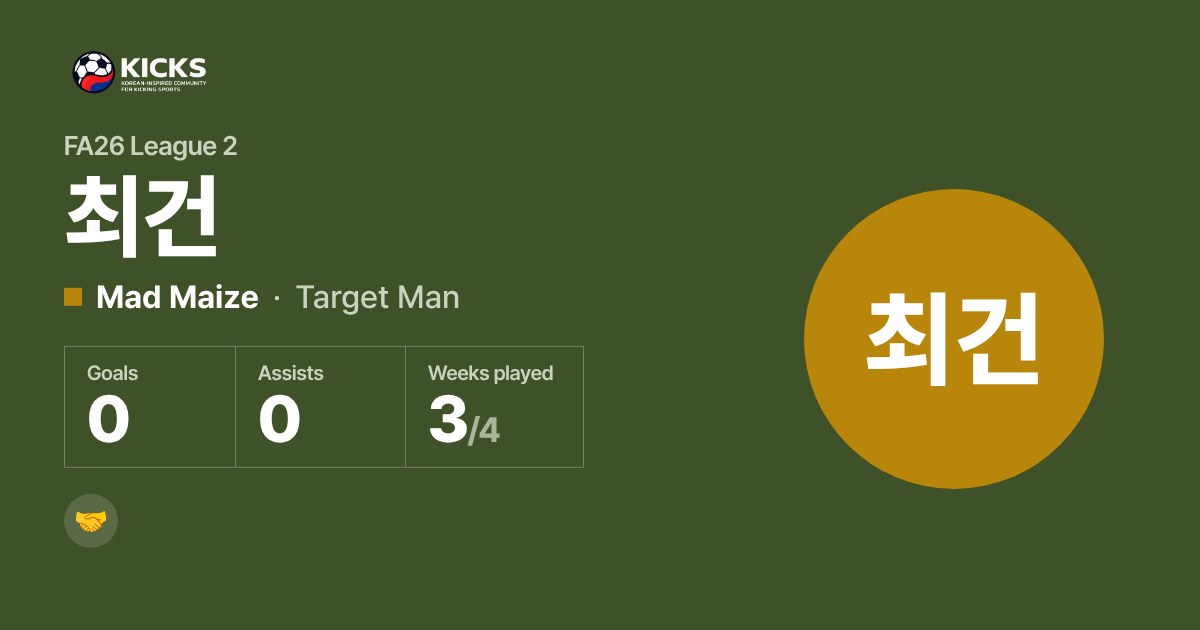 KICKS
KOREAN-INSPIRED COMMUNITY
FOR KICKING SPORTS
FA26 League 2
최건
Mad Maize · Target Man
Goals Assists Weeks played
0 0 3/4
최건